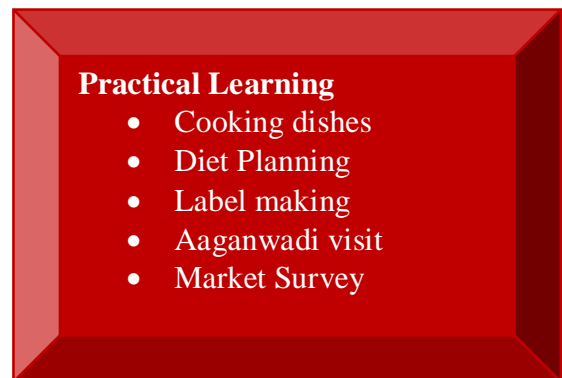 Practical Learning
• Cooking dishes
• Diet Planning
• Label making
• Aaganwadi visit
• Market Survey